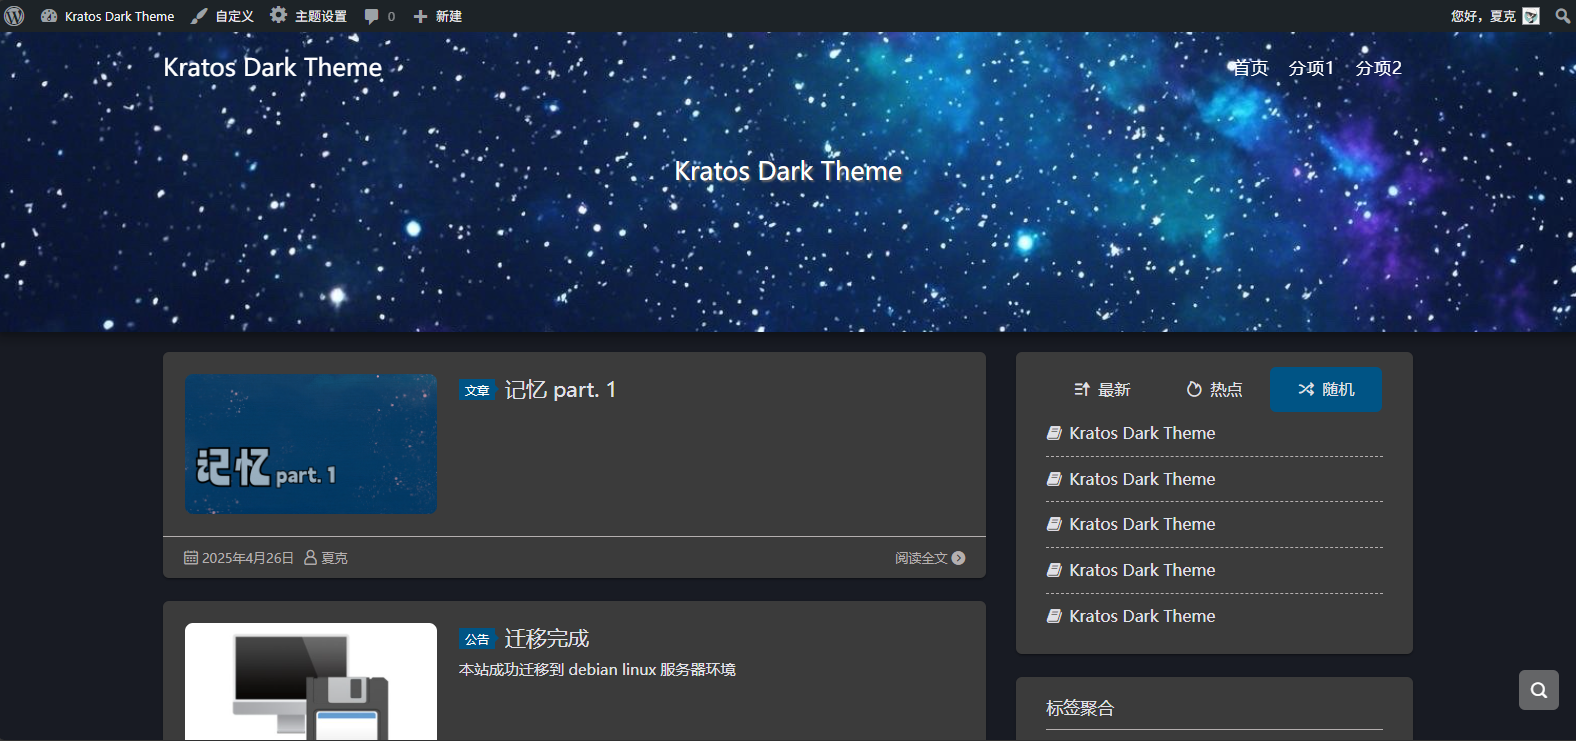 Kratos Dark Theme 自定义 主题设置 0 新建 您好，夏克
Kratos Dark Theme 首页 分项1 分项2
Kratos Dark Theme
文章 记忆 part. 1
记忆 part. 1
2025年4月26日 夏克 阅读全文
公告 迁移完成
本站成功迁移到 debian linux 服务器环境
最新 热点 随机
Kratos Dark Theme
Kratos Dark Theme
Kratos Dark Theme
Kratos Dark Theme
Kratos Dark Theme
标签聚合